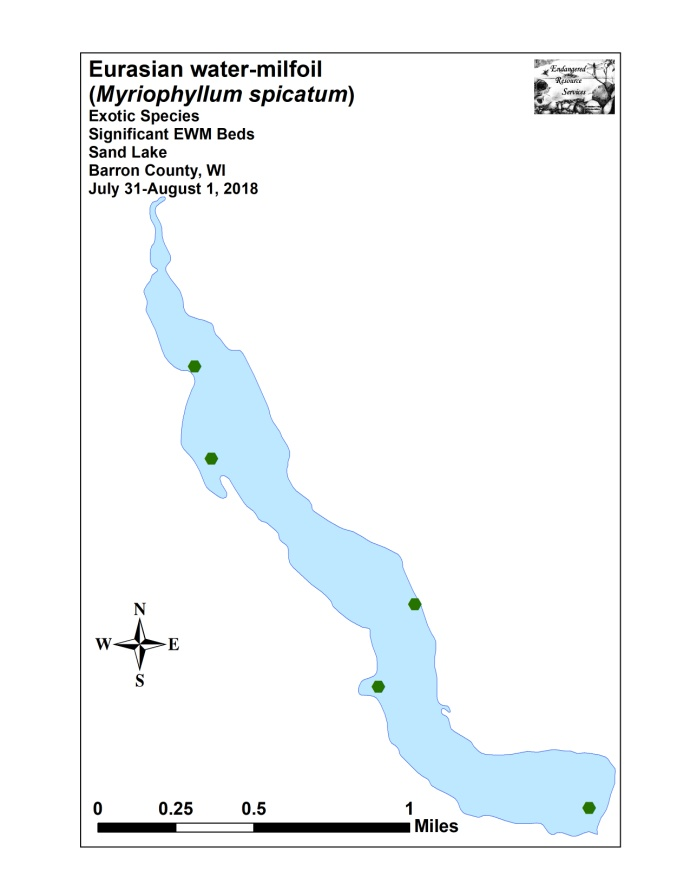 Eurasian water-milfoil
(Myriophyllum spicatum)
Exotic Species
Significant EWM Beds
Sand Lake
Barron County, WI
July 31-August 1, 2018
Endangered
Resource
Services
N
W E
S
0 0.25 0.5 1
Miles